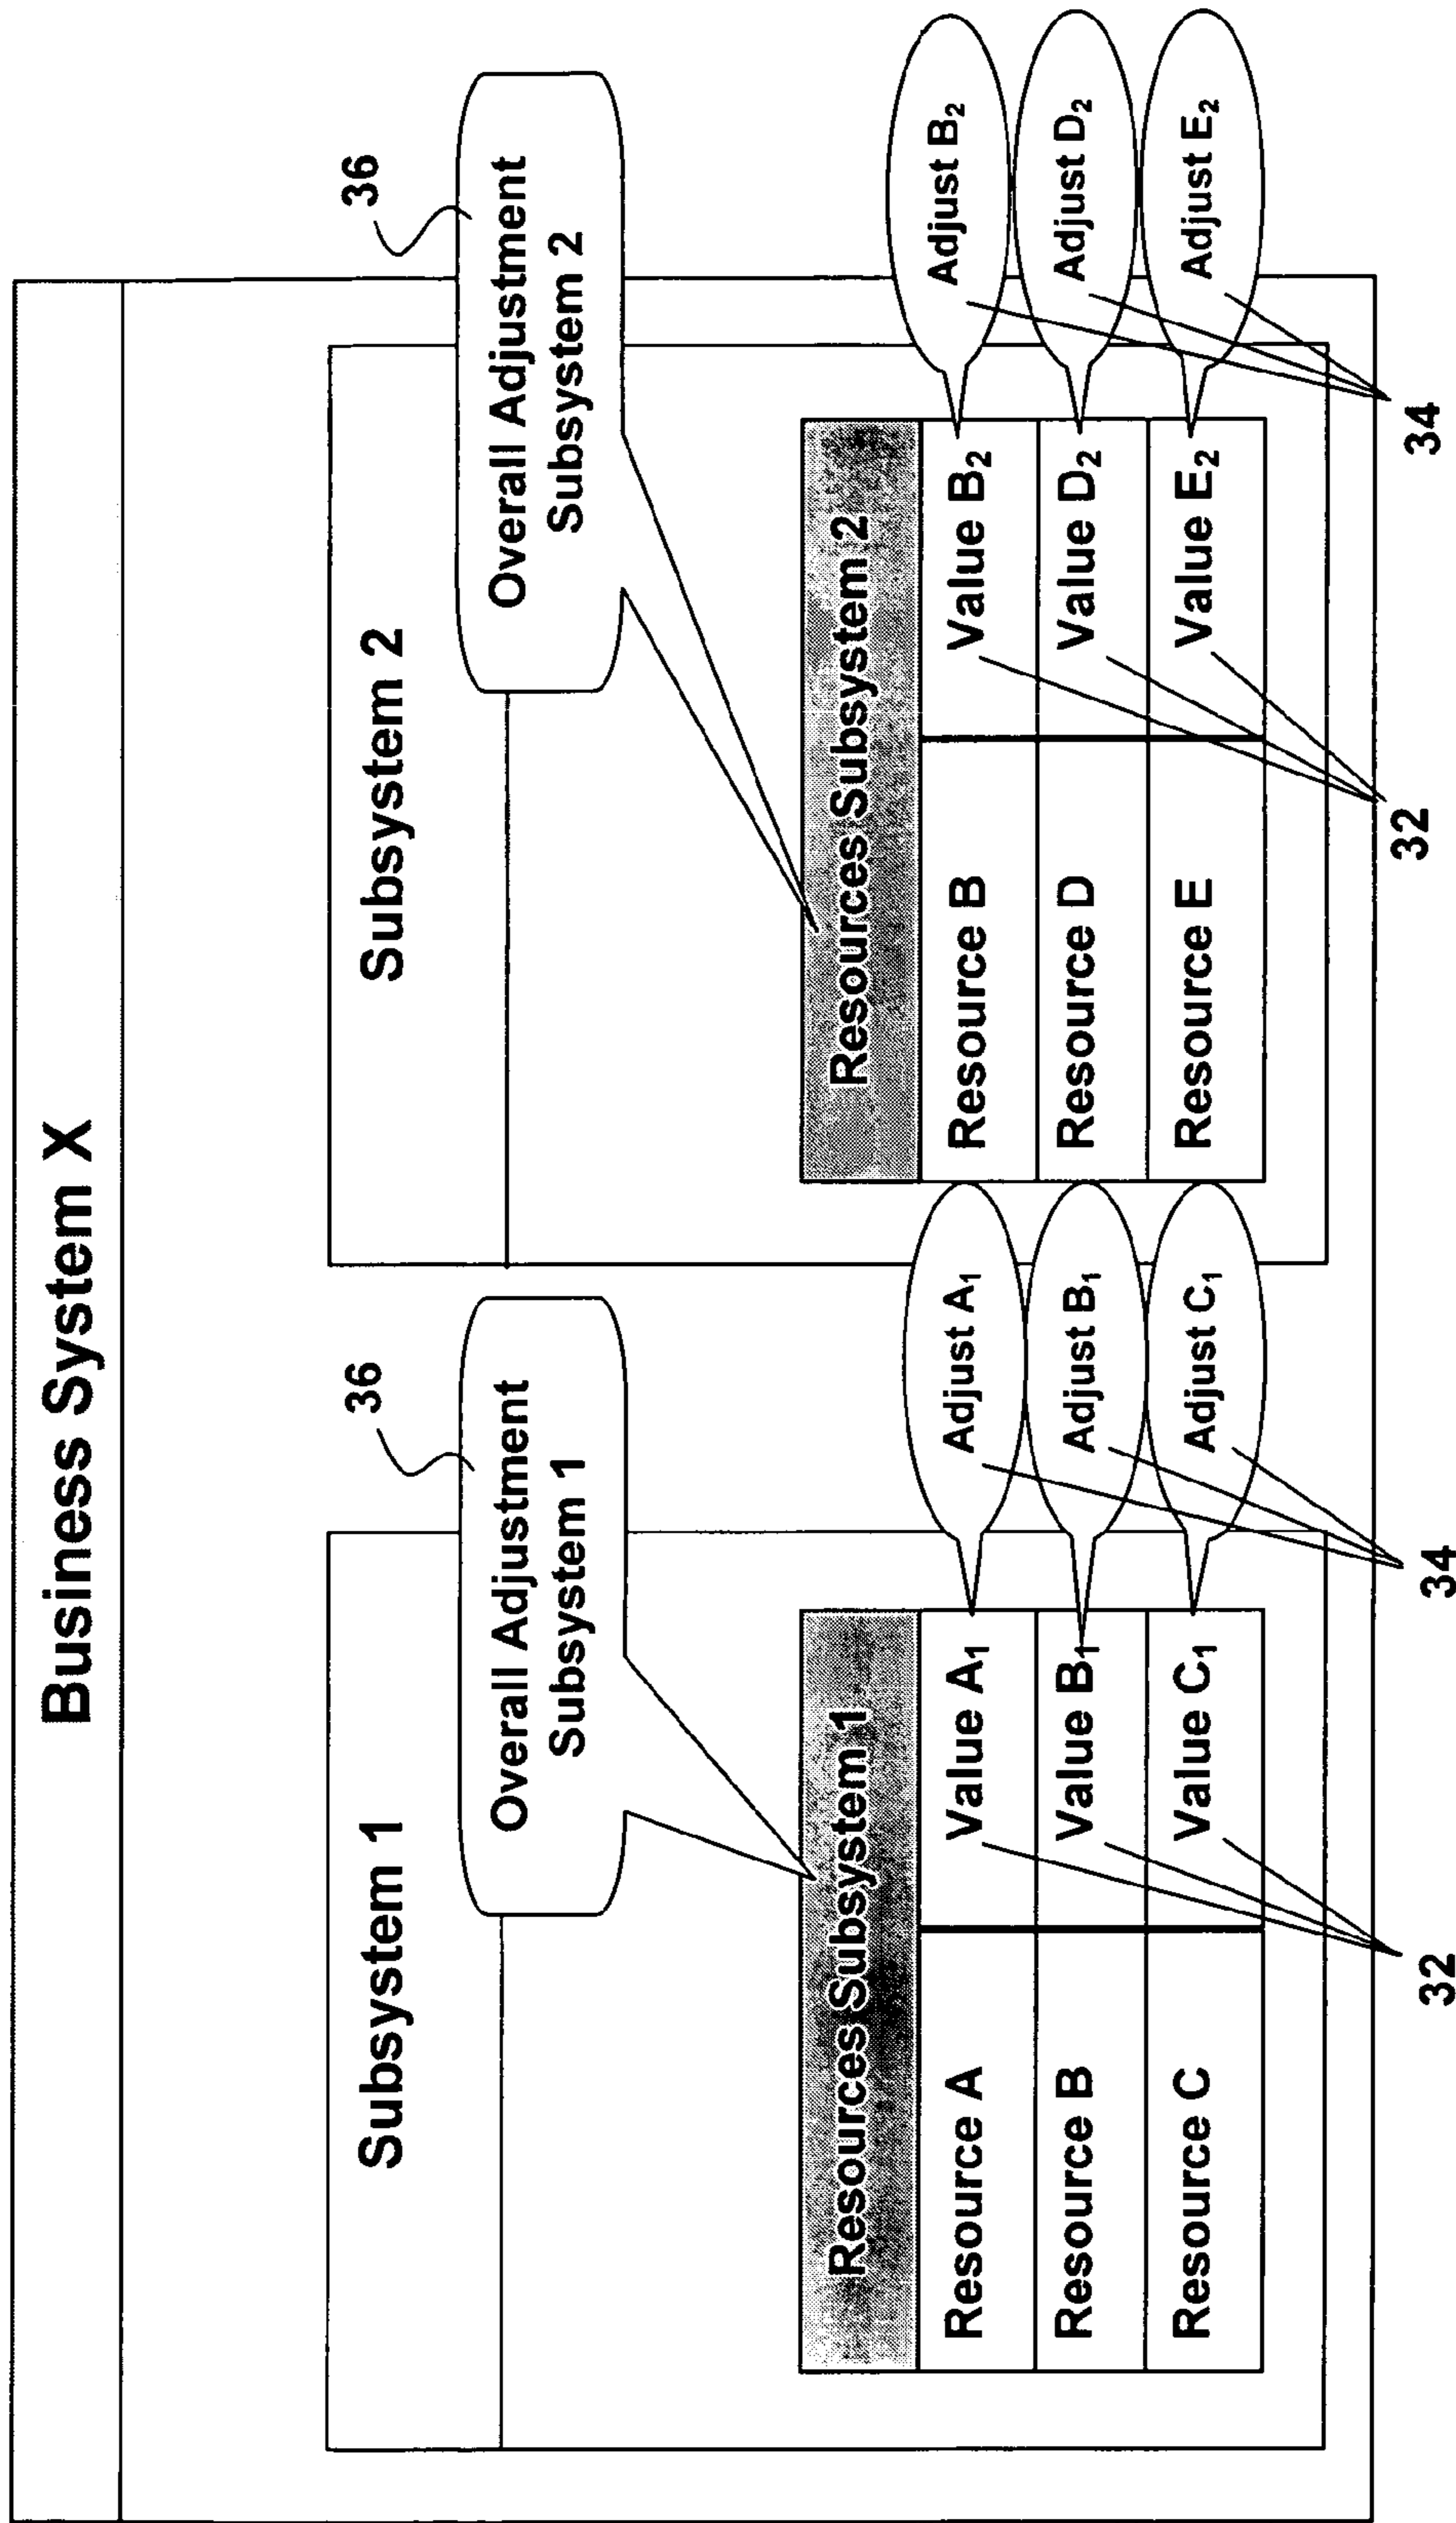 Business System X
Subsystem 1
36
Overall Adjustment
Subsystem 1
Resources Subsystem 1
Resource A
Value A₁
Adjust A₁
Resource B
Value B₁
Adjust B₁
Resource C
Value C₁
Adjust C₁
32
34
Subsystem 2
36
Overall Adjustment
Subsystem 2
Resources Subsystem 2
Resource B
Value B₂
Adjust B₂
Resource D
Value D₂
Adjust D₂
Resource E
Value E₂
Adjust E₂
32
34